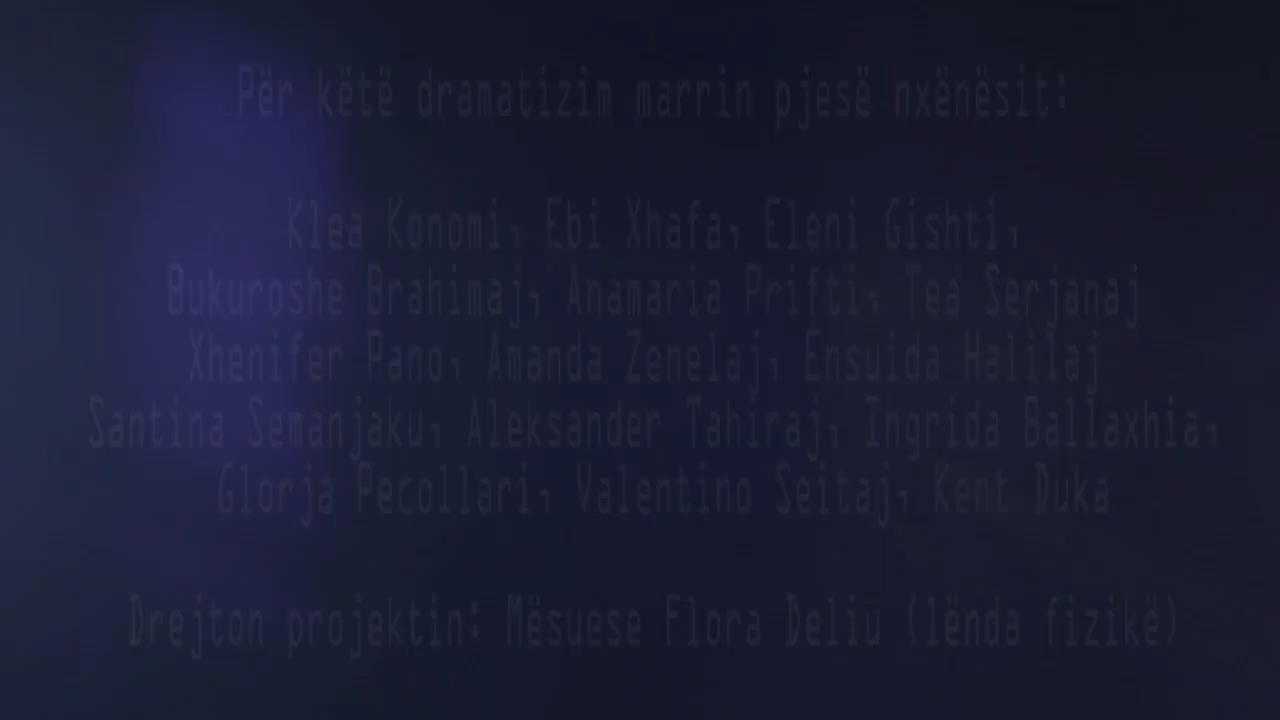 Për këtë dramatizim marrin pjesë nxënësit:
Klea Konomi, Ebi Xhafa, Eleni Gishti,
Bukuroshe Brahimaj, Anamaria Prifti, Tea Serjanaj
Xhenifer Pano, Amanda Zenelaj, Ensuida Halilaj
Santina Semanjaku, Aleksander Tahiraj, Ingrida Ballaxhia,
Glorja Pecollari, Valentino Seitaj, Kent Duka
Drejton projektin: Mësuese Flora Deliu (lënda fizikë)